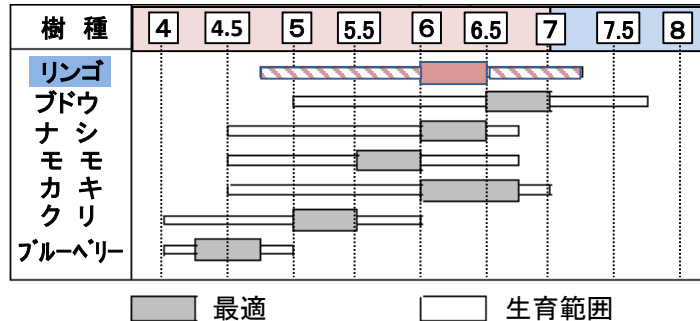 樹種 4 4.5 5 5.5 6 6.5 7 7.5 8
リンゴ
ブドウ
ナシ
モモ
カキ
クリ
ブルーベリー
最適 生育範囲